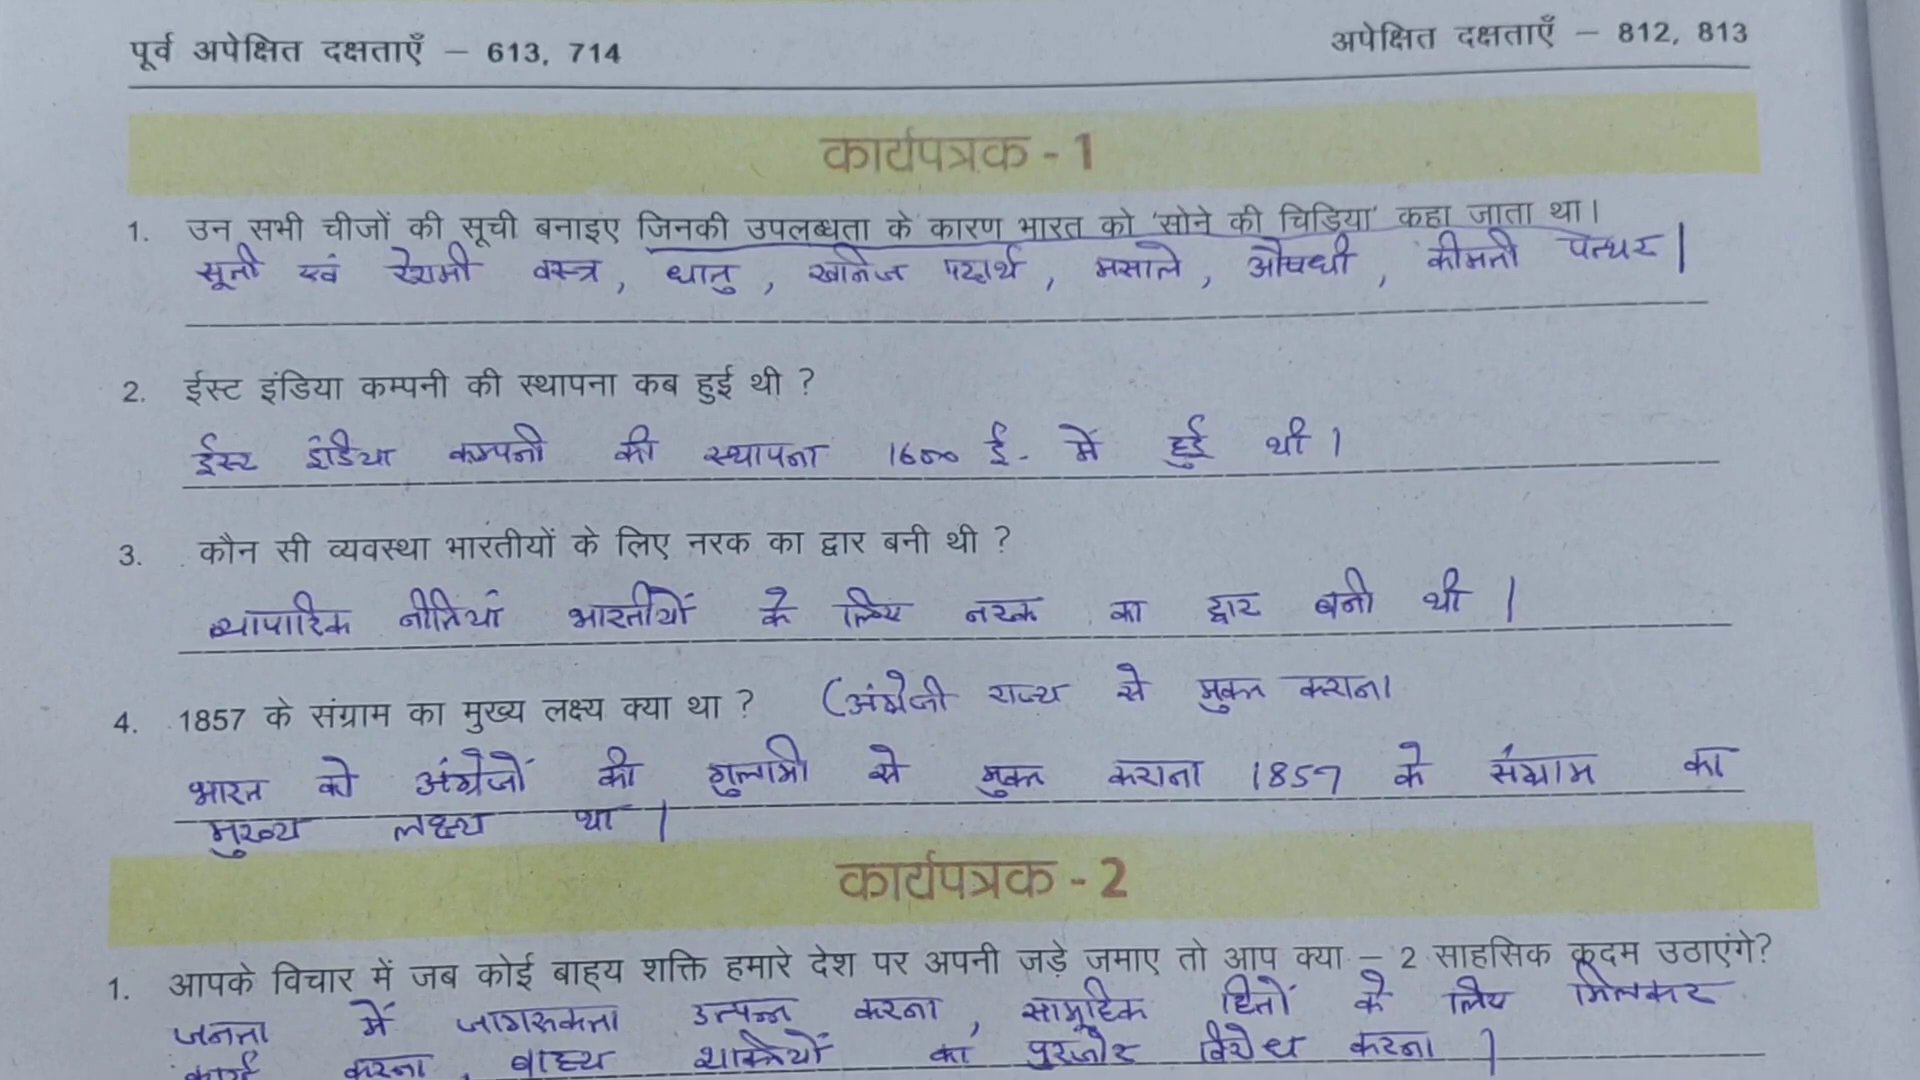 पूर्व अपेक्षित दक्षताएँ – 613, 714
अपेक्षित दक्षताएँ – 812, 813
कार्यपत्रक - 1
1. उन सभी चीजों की सूची बनाइए जिनकी उपलब्धता के कारण भारत को 'सोने की चिडि़या' कहा जाता था।
सूती एवं रेशमी वस्त्र, धातु, खनिज पदार्थ, मसाले, औषधी, कीमती पत्थर।
2. ईस्ट इंडिया कम्पनी की स्थापना कब हुई थी ?
ईस्ट इंडिया कम्पनी की स्थापना 1600 ई. में हुई थी।
3. कौन सी व्यवस्था भारतीयों के लिए नरक का द्वार बनी थी ?
व्यापारिक नीतियां भारतीयों के लिए नरक का द्वार बनी थी।
4. 1857 के संग्राम का मुख्य लक्ष्य क्या था ? (अंग्रेजी राज्य से मुक्त कराना
भारत को अंग्रेजों की गुलामी से मुक्त कराना 1857 के संग्राम का
मुख्य लक्ष्य था।
कार्यपत्रक - 2
1. आपके विचार में जब कोई बाह्य शक्ति हमारे देश पर अपनी जड़े जमाए तो आप क्या – 2 साहसिक कदम उठाएंगे?
जनता में जागरूकता उत्पन्न करना, सामूहिक हितों के लिए मिलकर
कार्य करना, बाह्य शक्तियों का पुरजोर विरोध करना।